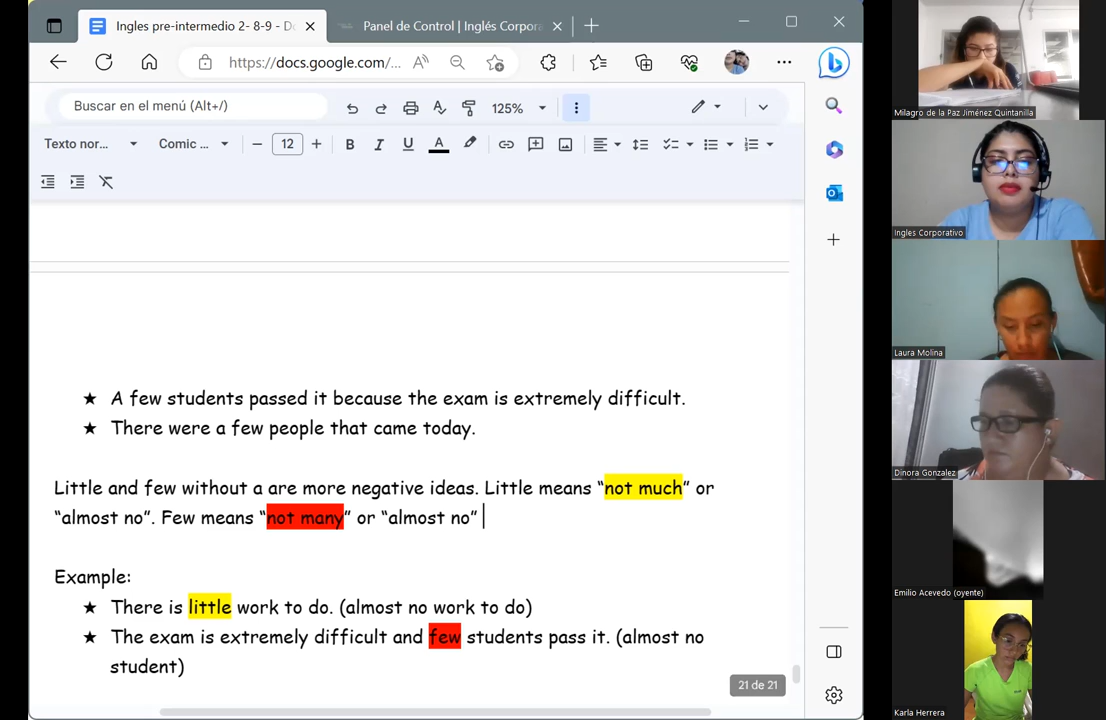 Ingles pre-intermedio 2- 8-9 - Do
Panel de Control | Inglés Corpora
https://docs.google.com/...
Buscar en el menú (Alt+/)
125%
Texto nor...
Comic ...
12
★ A few students passed it because the exam is extremely difficult.
★ There were a few people that came today.
Little and few without a are more negative ideas. Little means “not much” or
“almost no”. Few means “not many” or “almost no”
Example:
★ There is little work to do. (almost no work to do)
★ The exam is extremely difficult and few students pass it. (almost no
student)
21 de 21
Milagro de la Paz Jiménez Quintanilla
Ingles Corporativo
Laura Molina
Dinora Gonzalez
Emilio Acevedo (oyente)
Karla Herrera